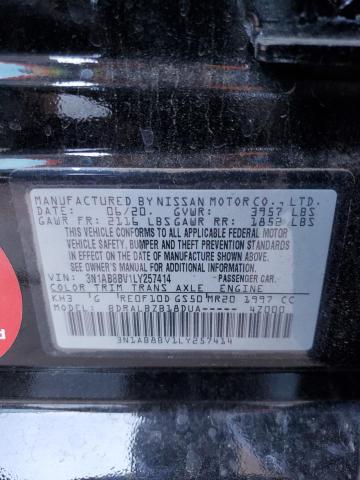 MANUFACTURED BY NISSAN MOTOR CO., LTD.
DATE: 06/20. GVWR: 3957 LBS
GAWR FR: 2116 LBS GAWR RR: 1852 LBS
THIS VEHICLE CONFORMS TO ALL APPLICABLE FEDERAL MOTOR
VEHICLE SAFETY, BUMPER AND THEFT PREVENTION STANDARDS
IN EFFECT ON THE DATE OF MANUFACTURE SHOWN ABOVE.
SEE OWNER'S MANUAL FOR ADDITIONAL INFORMATION
VIN: 3N1AB8BV1LY257414 PASSENGER CAR.
COLOR TRIM TRANS AXLE ENGINE
KH3 G RE0F10D GS50 MR20 1997 CC
MODEL: BDRALBZB18DUA----- 47000
3N1AB8BV1LY257414
d